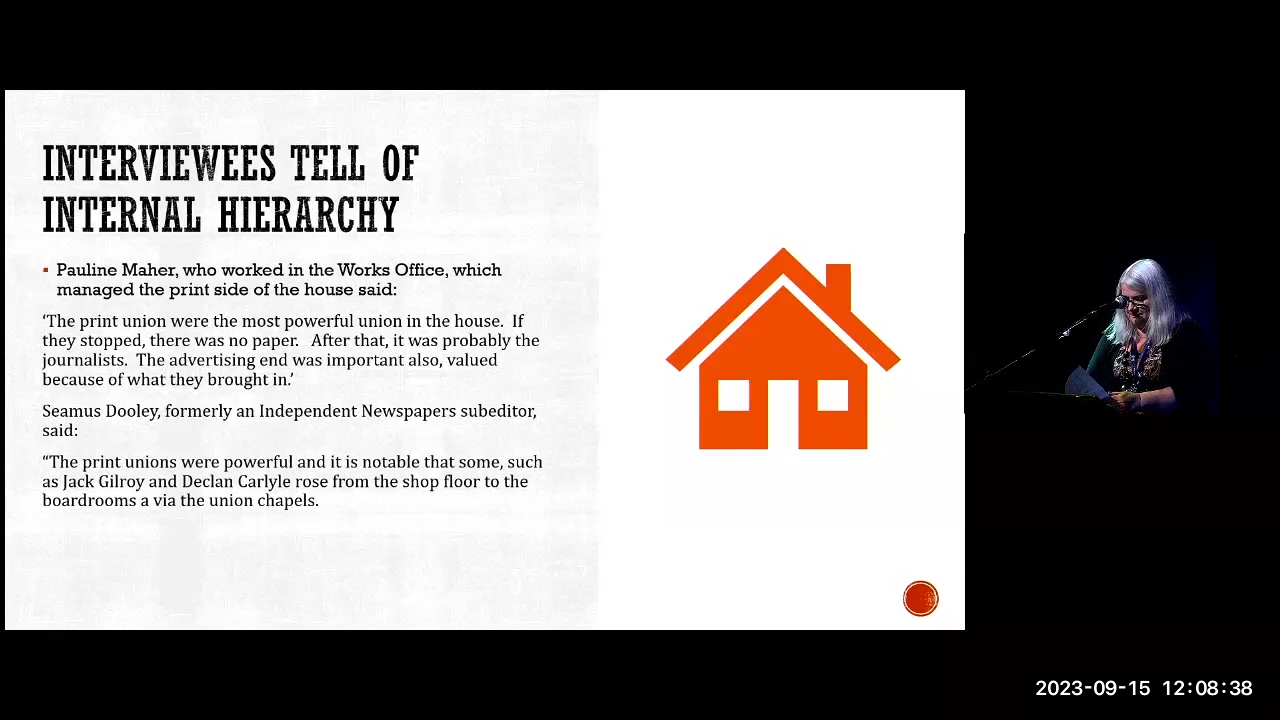 INTERVIEWEES TELL OF
INTERNAL HIERARCHY
▪ Pauline Maher, who worked in the Works Office, which
managed the print side of the house said:
‘The print union were the most powerful union in the house. If
they stopped, there was no paper. After that, it was probably the
journalists. The advertising end was important also, valued
because of what they brought in.’
Seamus Dooley, formerly an Independent Newspapers subeditor,
said:
“The print unions were powerful and it is notable that some, such
as Jack Gilroy and Declan Carlyle rose from the shop floor to the
boardrooms a via the union chapels.
2023-09-15 12:08:38